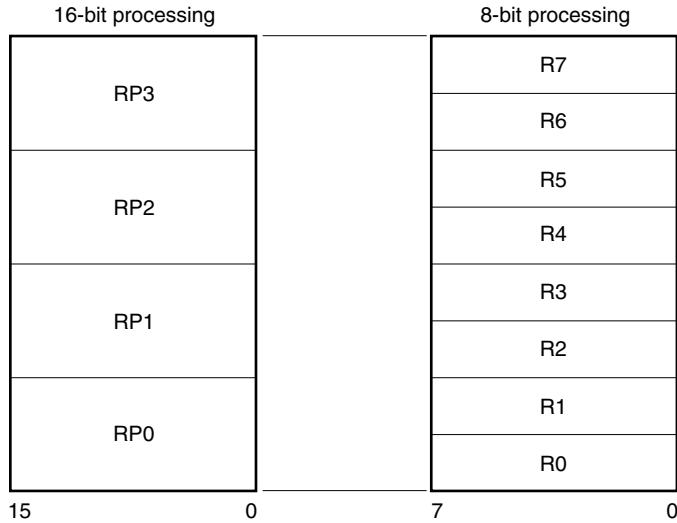 16-bit processing
8-bit processing
RP3
RP2
RP1
RP0
15 0
R7
R6
R5
R4
R3
R2
R1
R0
7 0